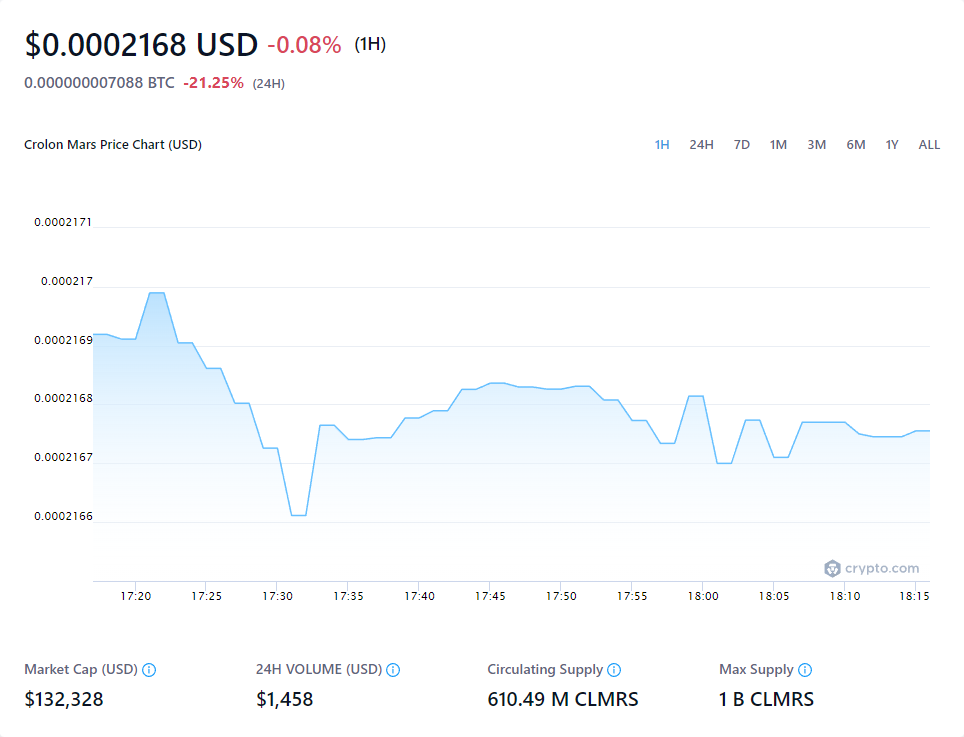 $0.0002168 USD -0.08% (1H)
0.000000007088 BTC -21.25% (24H)
Crolon Mars Price Chart (USD)
1H 24H 7D 1M 3M 6M 1Y ALL
0.0002171
0.000217
0.0002169
0.0002168
0.0002167
0.0002166
crypto.com
17:20 17:25 17:30 17:35 17:40 17:45 17:50 17:55 18:00 18:05 18:10 18:15
Market Cap (USD) 24H VOLUME (USD) Circulating Supply Max Supply
$132,328 $1,458 610.49 M CLMRS 1 B CLMRS